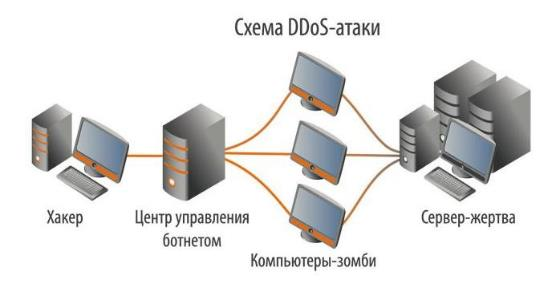 Схема DDoS-атаки
Хакер
Центр управления
ботнетом
Компьютеры-зомби
Сервер-жертва